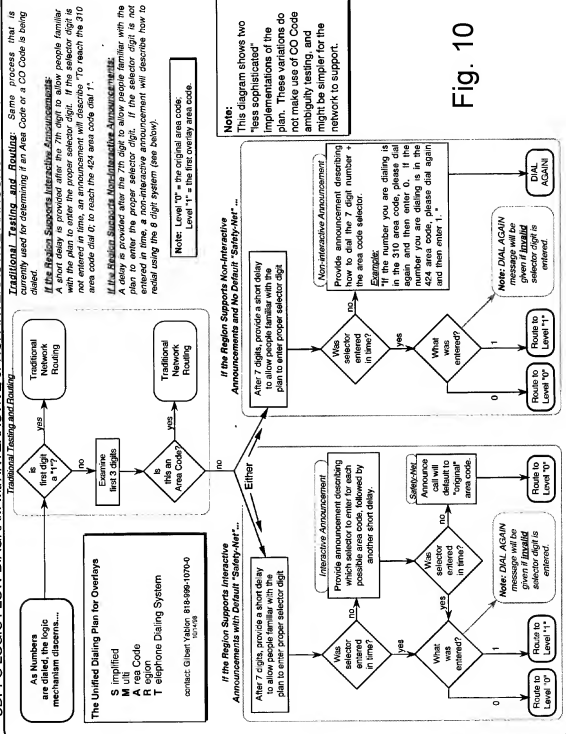 Traditional Testing and Routing
As Numbers
are dialed, the logic
mechanism discerns....
is
first digit
a "1"?
yes
Traditional
Network
Routing
no
Examine
first 3 digits
Is
this an
Area Code?
yes
Traditional
Network
Routing
no
Either
The Unified Dialing Plan for Overlays
S implified
M ulti
A rea Code
R egion
T elephone Dialing System
contact: Gilbert Yablon 818-999-1070-0
Traditional Testing and Routing: Same process that is
currently used for determining if an Area Code or a CO Code is being
dialed.
If the Region Supports Interactive Announcements:
A short delay is provided after the 7th digit to allow people familiar
with the plan to enter the proper selector digit. If the selector digit is
not entered in time, an announcement will describe "To reach the 310
area code dial 0; to reach the 424 area code dial 1".
If the Region Supports Non-Interactive Announcements:
A delay is provided after the 7th digit to allow people familiar with the
plan to enter the proper selector digit. If the selector digit is not
entered in time, a non-interactive announcement will describe how to
redial using the 8 digit system (see below).
Note: Level "0" = the original area code;
Level "1" = the first overlay area code.
Note:
This diagram shows two
"less sophisticated"
implementations of the
plan. These variations do
not make use of CO Code
ambiguity testing, and
might be simpler for the
network to support.
Fig. 10
If the Region Supports Interactive
Announcements with Default "Safety-Net"...
After 7 digits, provide a short delay
to allow people familiar with the
plan to enter proper selector digit
Was
selector
entered
in time?
no
Interactive Announcement
Provide announcement describing
which selector to enter for each
possible area code, followed by
another short delay.
yes
Was
selector
entered
in time?
no
Safety-Net
Announce
call will
default to
"original"
area code.
yes
What
was
entered?
0
1
Note: DIAL AGAIN
message will be
given if Invalid
selector digit is
entered.
Route to
Level "0"
Route to
Level "1"
Route to
Level "0"
If the Region Supports Non-Interactive
Announcements and No Default "Safety-Net"...
After 7 digits, provide a short delay
to allow people familiar with the
plan to enter proper selector digit
Was
selector
entered
in time?
no
Non-interactive Announcement
Provide announcement describing
how to dial the 7 digit number +
the area code selector.
Example:
"If the number you are dialing is
in the 310 area code, please dial
again and then enter 0. If the
number you are dialing is in the
424 area code, please dial again
and then enter 1."
yes
What
was
entered?
0
1
Note: DIAL AGAIN
message will be
given if Invalid
selector digit is
entered.
Route to
Level "0"
Route to
Level "1"
DIAL
AGAIN!